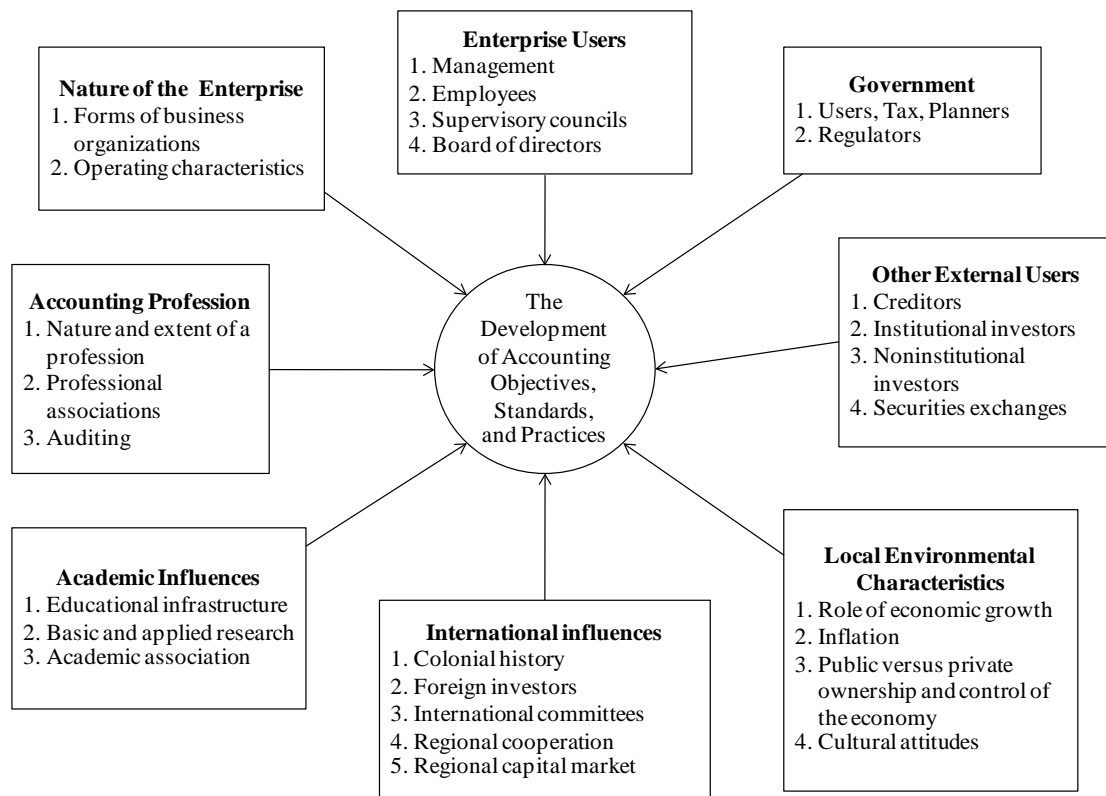 Enterprise Users
1. Management
2. Employees
3. Supervisory councils
4. Board of directors
Nature of the Enterprise
1. Forms of business
organizations
2. Operating characteristics
Government
1. Users, Tax, Planners
2. Regulators
Accounting Profession
1. Nature and extent of a
profession
2. Professional
associations
3. Auditing
The
Development
of Accounting
Objectives,
Standards,
and Practices
Other External Users
1. Creditors
2. Institutional investors
3. Noninstitutional
investors
4. Securities exchanges
Academic Influences
1. Educational infrastructure
2. Basic and applied research
3. Academic association
International influences
1. Colonial history
2. Foreign investors
3. International committees
4. Regional cooperation
5. Regional capital market
Local Environmental
Characteristics
1. Role of economic growth
2. Inflation
3. Public versus private
ownership and control of
the economy
4. Cultural attitudes